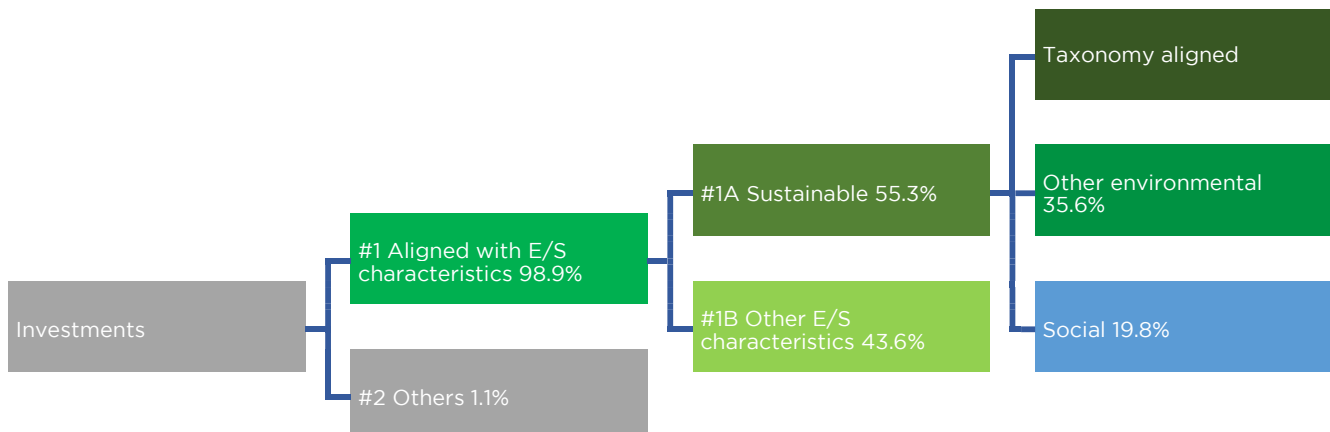 Investments
#1 Aligned with E/S
characteristics 98.9%
#2 Others 1.1%
#1A Sustainable 55.3%
#1B Other E/S
characteristics 43.6%
Taxonomy aligned
Other environmental
35.6%
Social 19.8%